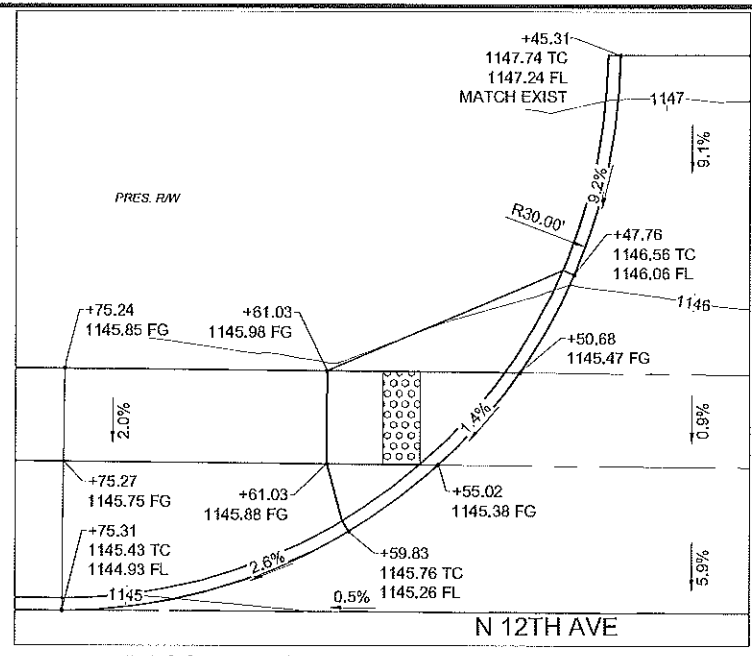 +45.31
1147.74 TC
1147.24 FL
MATCH EXIST
1147
9.1%
9.2%
PRES. R/W
R30.00'
+47.76
1146.56 TC
1146.06 FL
1146
+75.24
1145.85 FG
+61.03
1145.98 FG
+50.68
1145.47 FG
2.0%
1.4%
0.9%
+75.27
1145.75 FG
+61.03
1145.88 FG
+55.02
1145.38 FG
+75.31
1145.43 TC
1144.93 FL
+59.83
1145.76 TC
1145.26 FL
2.6%
5.9%
1145
0.5%
N 12TH AVE